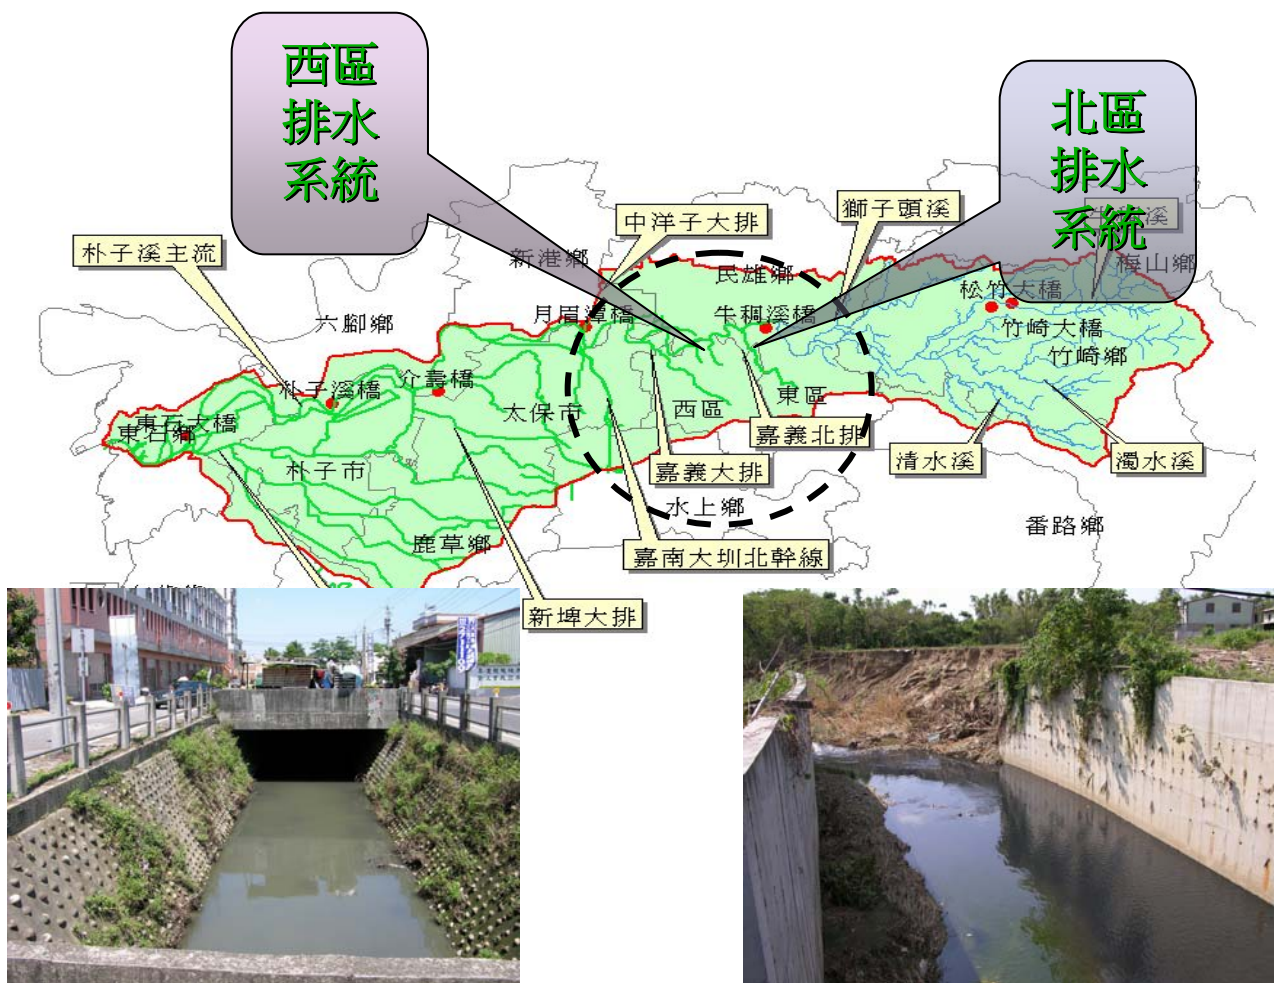 西區
排水
系統
北區
排水
系統
獅子頭溪
中洋子大排
朴子溪主流
新港鄉
民雄鄉
梅山鄉
松竹大橋
六腳鄉
月眉潭橋
牛稠溪橋
竹崎大橋
竹崎鄉
朴子溪橋
介壽橋
太保市
西區
東區
東石大橋
東石鄉
嘉義北排
清水溪
濁水溪
朴子市
嘉義大排
水上鄉
番路鄉
鹿草鄉
嘉南大圳北幹線
新埤大排